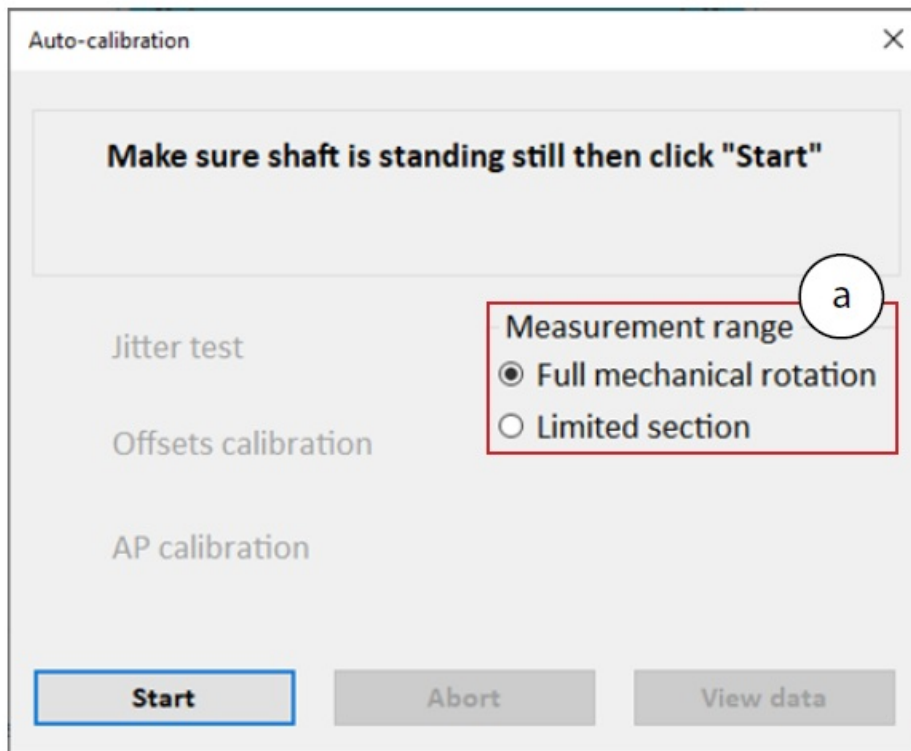 Auto-calibration
Make sure shaft is standing still then click "Start"
a
Measurement range
Jitter test
Full mechanical rotation
Limited section
Offsets calibration
AP calibration
Start
Abort
View data